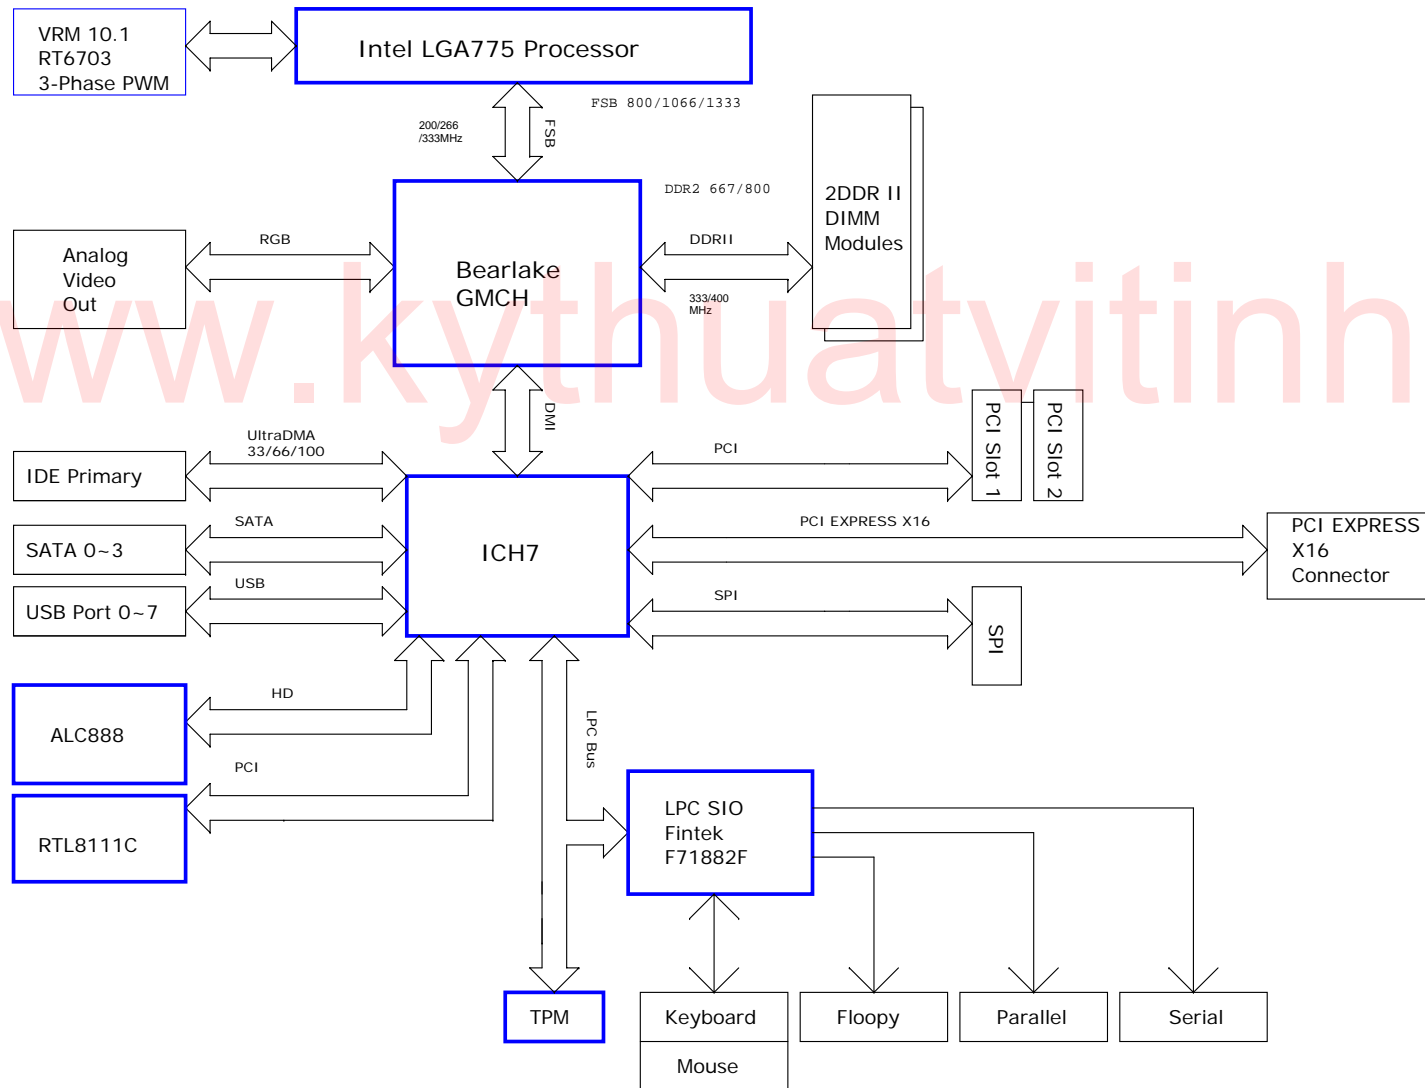 VRM 10.1
RT6703
3-Phase PWM
Intel LGA775 Processor
FSB 800/1066/1333
200/266
/333MHz
FSB
DDR2 667/800
2DDR II
DIMM
Modules
Analog
Video
Out
RGB
Bearlake
GMCH
DDRII
333/400
MHz
ww.kythuatvitinh
DMI
UltraDMA
33/66/100
IDE Primary
PCI
PCI Slot 1
PCI Slot 2
SATA
SATA 0~3
ICH7
PCI EXPRESS X16
PCI EXPRESS
X16
Connector
USB
USB Port 0~7
SPI
SPI
HD
ALC888
LPC Bus
PCI
RTL8111C
LPC SIO
Fintek
F71882F
TPM
Keyboard
Mouse
Floopy
Parallel
Serial